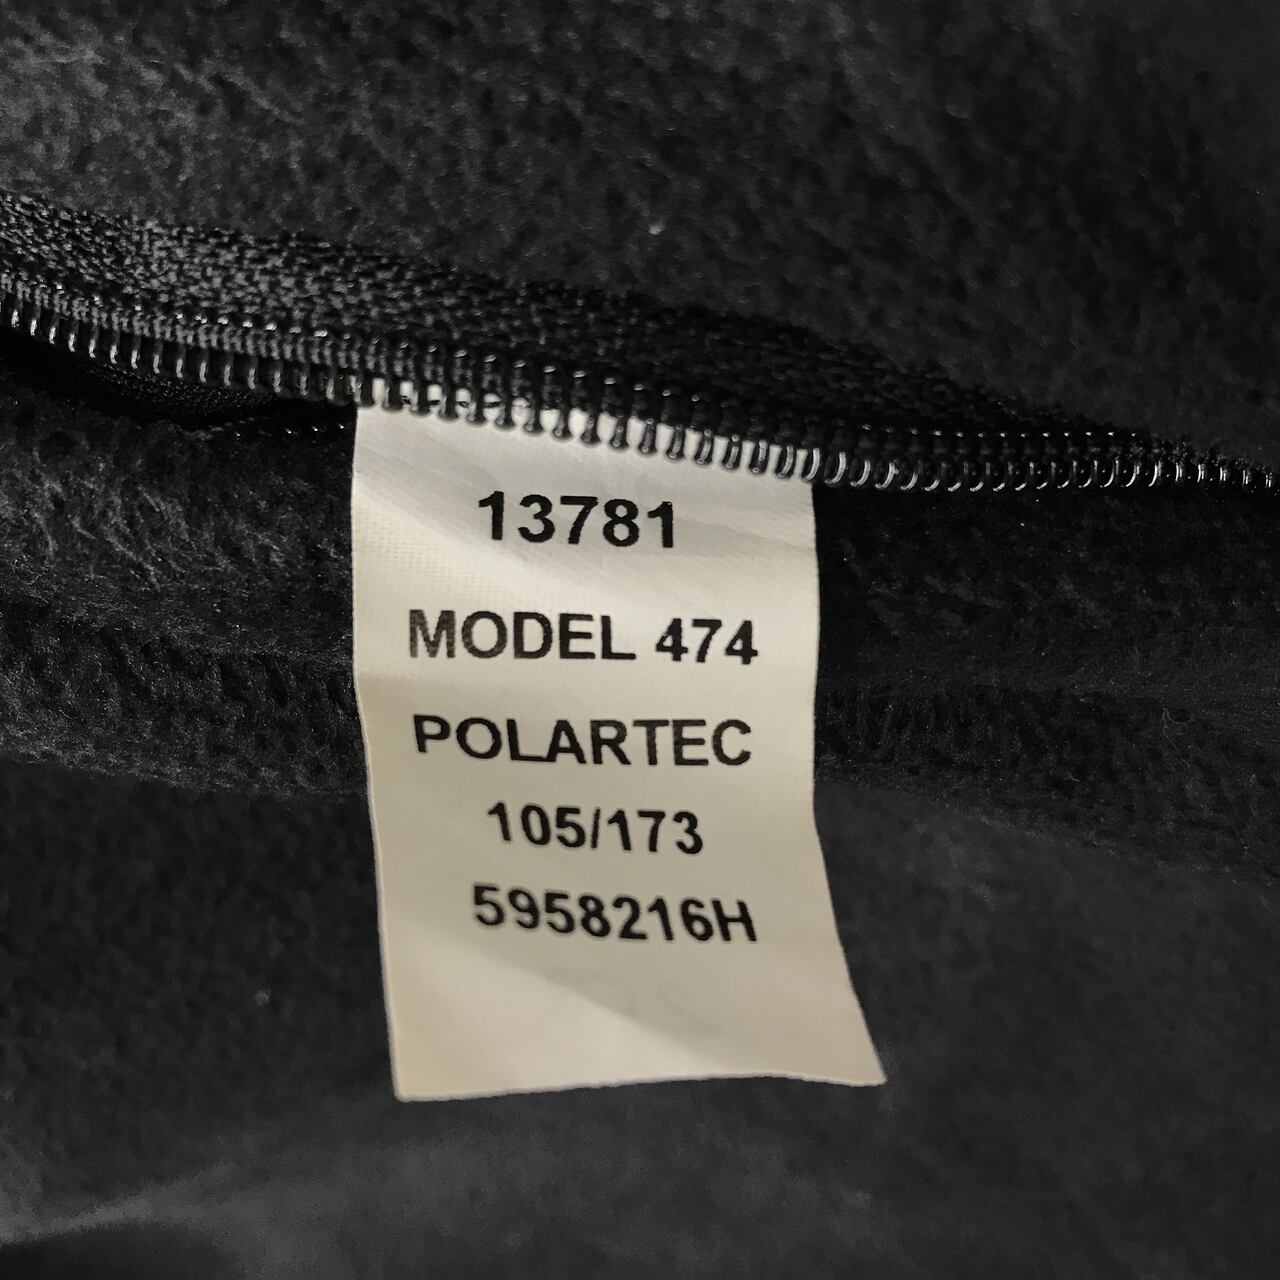 13781
MODEL 474
POLARTEC
105/173
5958216H